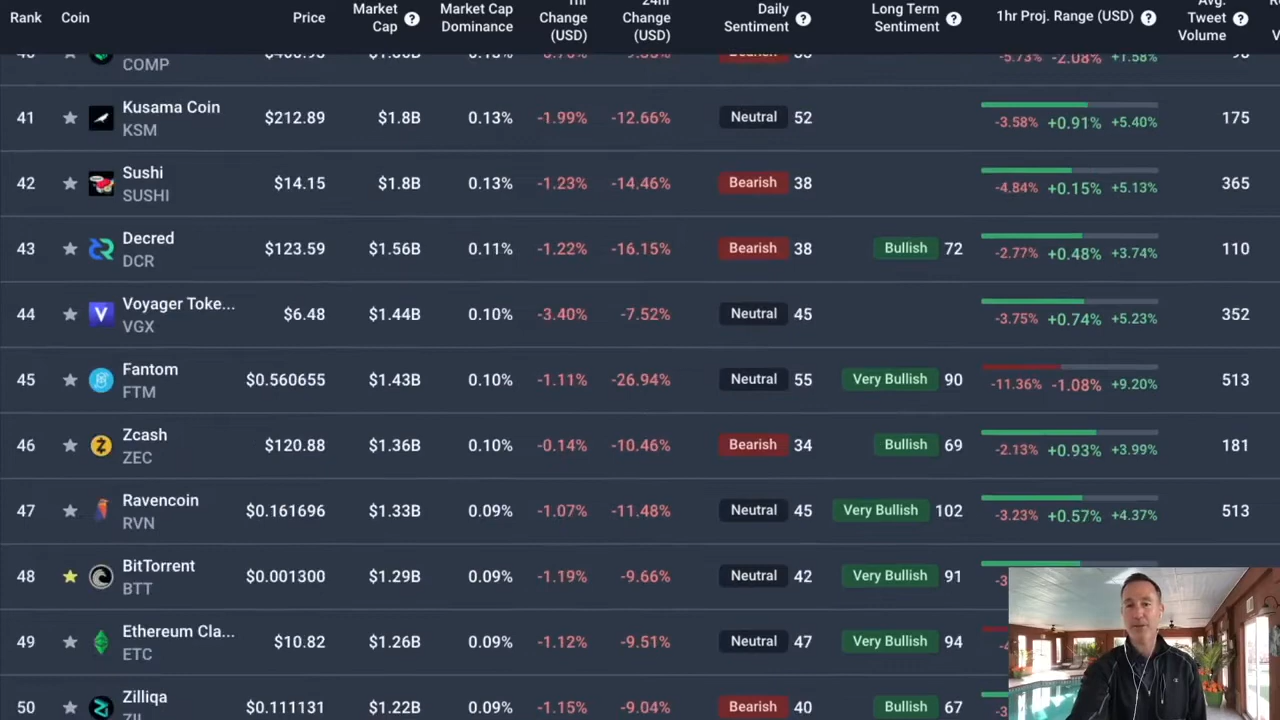 Rank Coin Price Market Cap Market Cap Dominance 1hr Change (USD) 24hr Change (USD) Daily Sentiment Long Term Sentiment 1hr Proj. Range (USD) Avg. Tweet Volume
COMP -5.73% -2.08% +1.58%
41 Kusama Coin KSM $212.89 $1.8B 0.13% -1.99% -12.66% Neutral 52 -3.58% +0.91% +5.40% 175
42 Sushi SUSHI $14.15 $1.8B 0.13% -1.23% -14.46% Bearish 38 -4.84% +0.15% +5.13% 365
43 Decred DCR $123.59 $1.56B 0.11% -1.22% -16.15% Bearish 38 Bullish 72 -2.77% +0.48% +3.74% 110
44 Voyager Toke... VGX $6.48 $1.44B 0.10% -3.40% -7.52% Neutral 45 -3.75% +0.74% +5.23% 352
45 Fantom FTM $0.560655 $1.43B 0.10% -1.11% -26.94% Neutral 55 Very Bullish 90 -11.36% -1.08% +9.20% 513
46 Zcash ZEC $120.88 $1.36B 0.10% -0.14% -10.46% Bearish 34 Bullish 69 -2.13% +0.93% +3.99% 181
47 Ravencoin RVN $0.161696 $1.33B 0.09% -1.07% -11.48% Neutral 45 Very Bullish 102 -3.23% +0.57% +4.37% 513
48 BitTorrent BTT $0.001300 $1.29B 0.09% -1.19% -9.66% Neutral 42 Very Bullish 91
49 Ethereum Cla... ETC $10.82 $1.26B 0.09% -1.12% -9.51% Neutral 47 Very Bullish 94
50 Zilliqa ZIL $0.111131 $1.22B 0.09% -1.15% -9.04% Bearish 40 Bullish 67